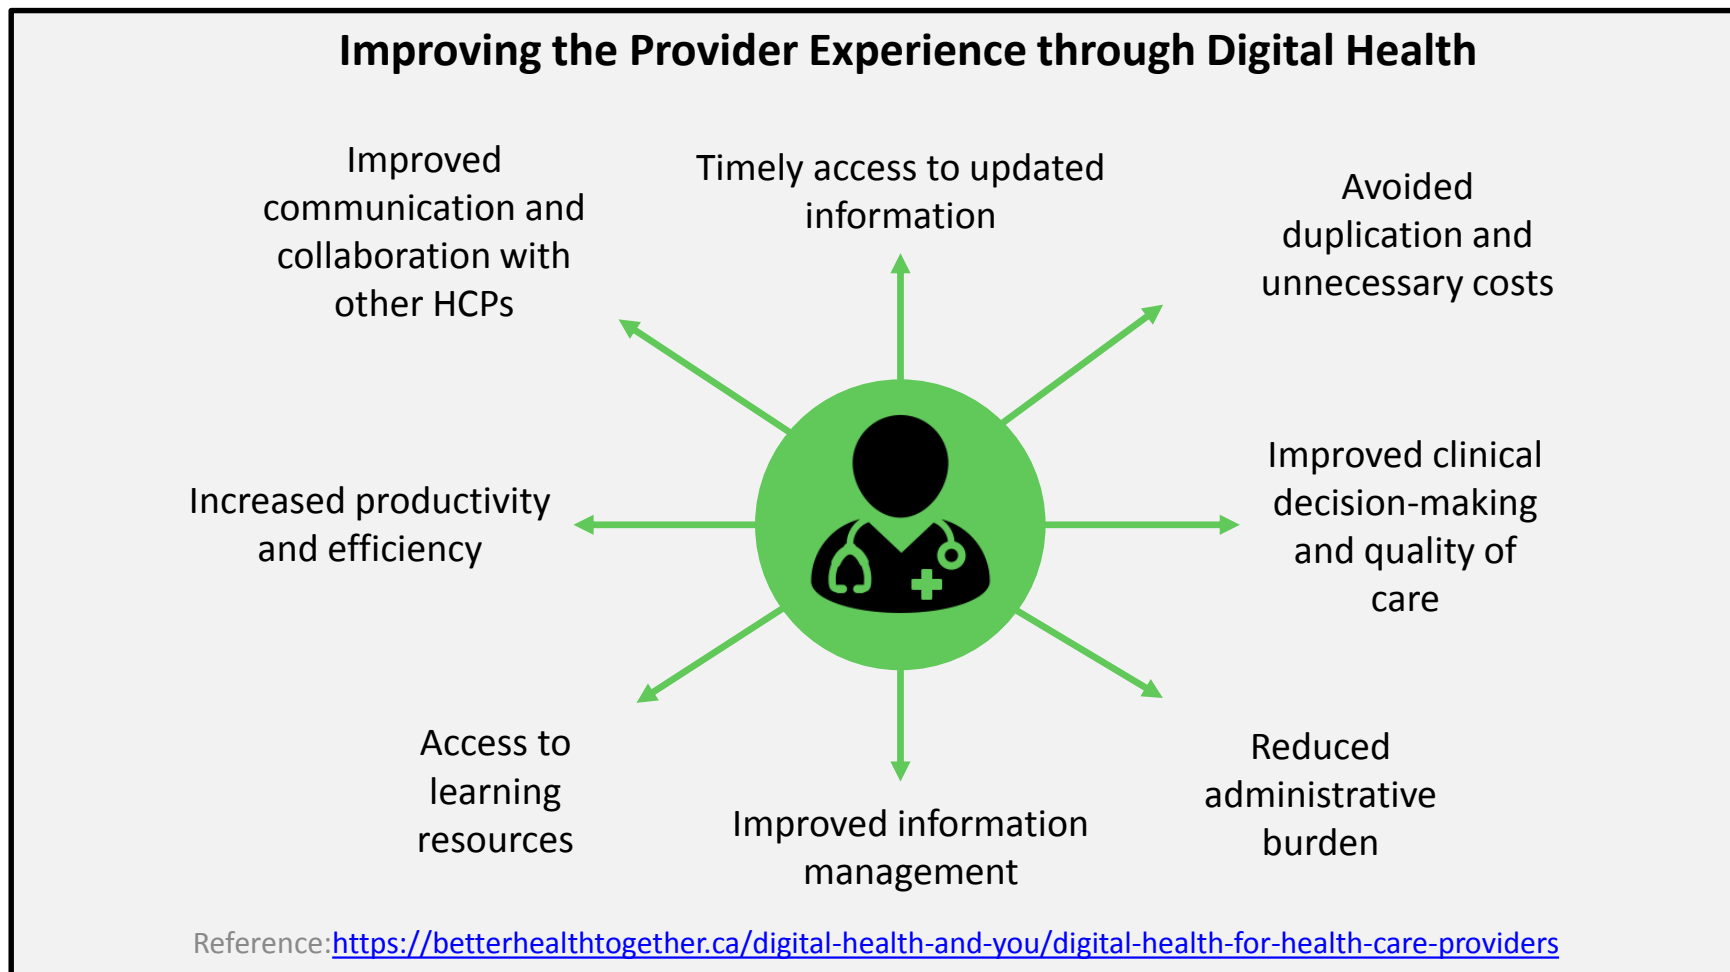 Improving the Provider Experience through Digital Health
Improved
communication and
collaboration with
other HCPs
Timely access to updated
information
Avoided
duplication and
unnecessary costs
Increased productivity
and efficiency
Improved clinical
decision-making
and quality of
care
Access to
learning
resources
Improved information
management
Reduced
administrative
burden
Reference:https://betterhealthtogether.ca/digital-health-and-you/digital-health-for-health-care-providers